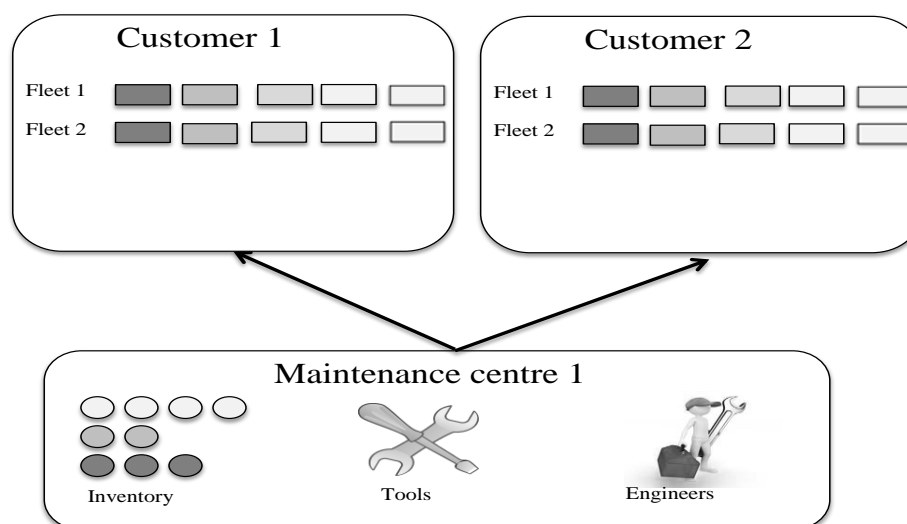 Customer 1
Fleet 1
Fleet 2
Customer 2
Fleet 1
Fleet 2
Maintenance centre 1
Inventory
Tools
Engineers